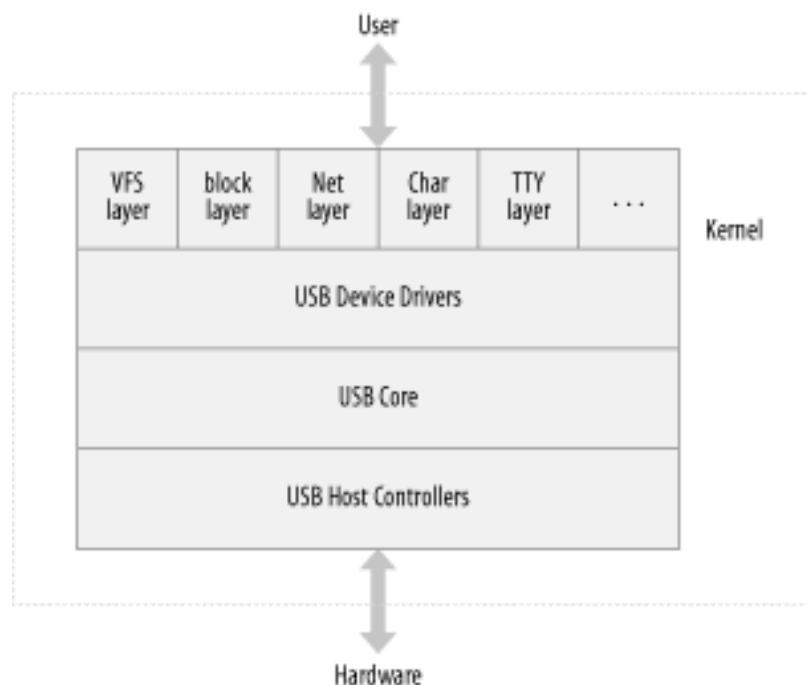 User
VFS
layer
block
layer
Net
layer
Char
layer
TTY
layer
...
Kernel
USB Device Drivers
USB Core
USB Host Controllers
Hardware